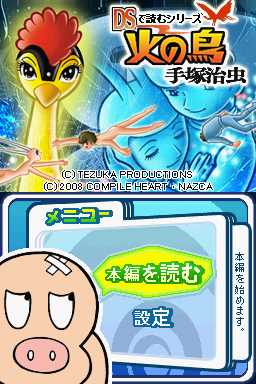 DSで読むシリーズ
火の鳥
手塚治虫
(C) TEZUKA PRODUCTIONS
(C)2008 COMPILE HEART・NAZCA
メニュー
本編を読む
設定
本編を始めます。